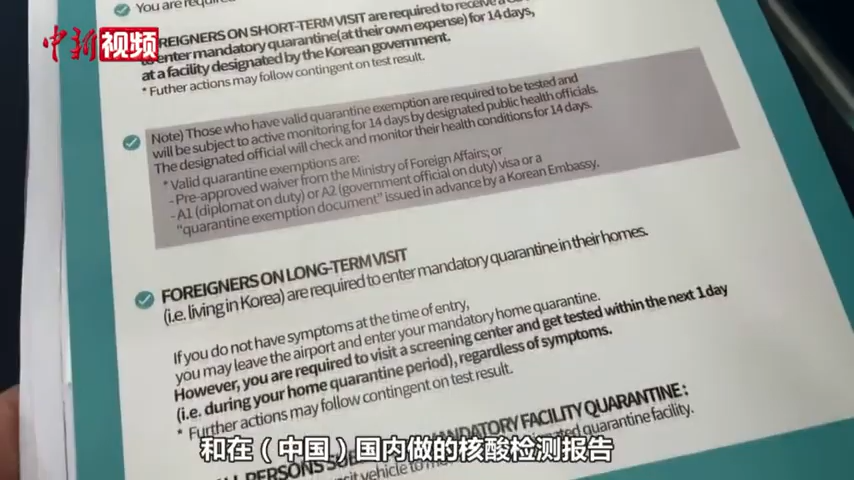 You are requi
中新视频
REIGNERS ON SHORT-TERM VISIT are required to receive a
to enter mandatory quarantine(at their own expense) for 14 days,
at a facility designated by the Korean government.
* Futher actions may follow contingent on test result.
Note) Those who have valid quarantine exemption are required to be tested and
will be subject to active monitoring for 14 days by designated public health officials.
The designated official will check and monitor their health conditions for 14 days.
* Valid quarantine exemptions are:
- Pre-approved waiver from the Ministry of Foreign Affairs; or
- A1 (diplomat on duty) or A2 (government official on duty) visa or a
"quarantine exemption document" issued in advance by a Korean Embassy.
FOREIGNERS ON LONG-TERM VISIT
(i.e. living in Korea) are required to enter mandatory quarantine in their homes.
If you do not have symptoms at the time of entry,
you may leave the airport and enter your mandatory home quarantine.
However, you are required to visit a screening center and get tested within the next 1 day
(i.e. during your home quarantine period), regardless of symptoms.
* Further actions may follow contingent on test result.
PERSONS MANDATORY FACILITY QUARANTINE :
vehicle to quarantine facility.
和在（中国）国内做的核酸检测报告